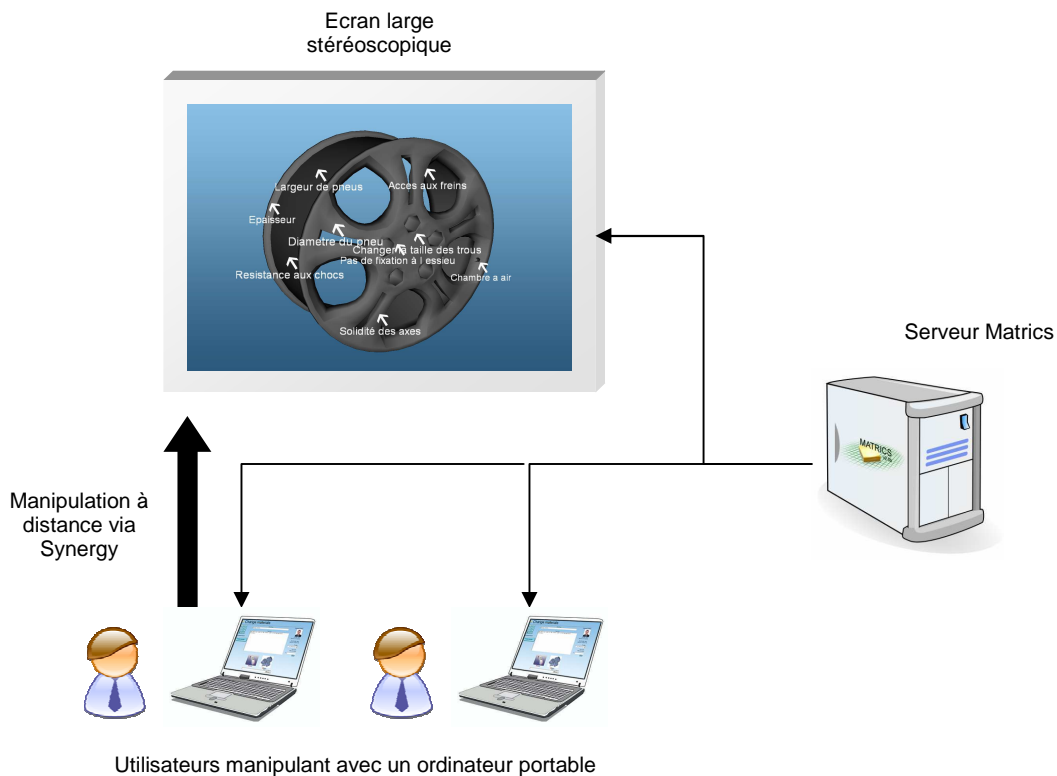 Ecran large
stéréoscopique
Largeur de pneus
Acces aux freins
Epaisseur
Diametre du pneu
Changer la taille des trous
Pas de fixation à l essieu
Resistance aux chocs
Chambre a air
Solidité des axes
Serveur Matrics
MATRICS
Manipulation à
distance via
Synergy
Utilisateurs manipulant avec un ordinateur portable